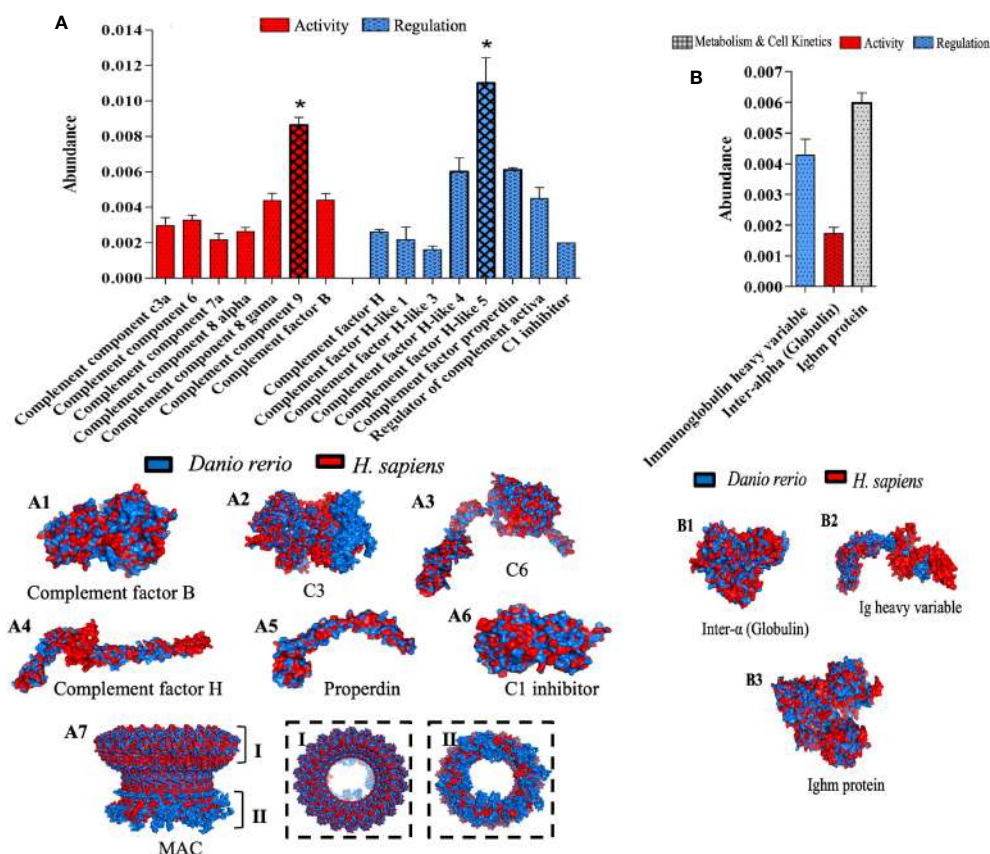 A
Activity
Regulation
Abundance
0.014
0.012
0.010
0.008
0.006
0.004
0.002
0.000
*
*
Complement component c3a
Complement component 6
Complement component 7a
Complement component 8 alpha
Complement component 8 gama
Complement component 9
Complement factor B
Complement factor H
Complement factor H-like 1
Complement factor H-like 3
Complement factor H-like 4
Complement factor H-like 5
Complement factor properdin
Regulator of complement activa
C1 inhibitor
Metabolism & Cell Kinetics
Activity
Regulation
B
Abundance
0.007
0.006
0.005
0.004
0.003
0.002
0.001
0.000
Immunoglobulin heavy variable
Inter-alpha (Globulin)
Ighm protein
Danio rerio
H. sapiens
A1
Complement factor B
A2
C3
A3
C6
A4
Complement factor H
A5
Properdin
A6
C1 inhibitor
A7
I
II
MAC
I
II
Danio rerio
H. sapiens
B1
Inter-α (Globulin)
B2
Ig heavy variable
B3
Ighm protein